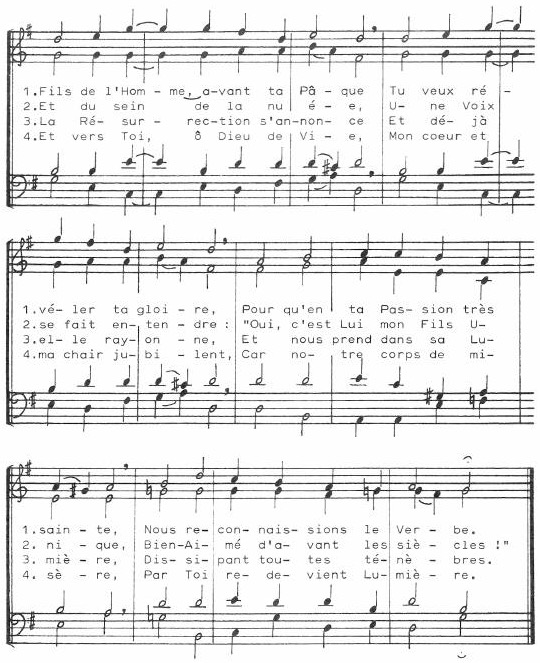 1.Fils de l'Hom - me, a-vant ta Pâ - que Tu veux ré -
2.Et du sein de la nu é - e, U- ne Voix
3.La Ré- sur - rec-tion s'an-non- ce Et dé- jà
4.Et vers Toi, ô Dieu de Vi - e, Mon coeur et
1.vé- ler ta gloi - re, Pour qu'en ta Pas- sion très
2.se fait en- ten - dre : "Oui, c'est Lui mon Fils U-
3.el- le ray- on - ne, Et nous prend dans sa Lu-
4.ma chair ju- bi - lent, Car no - tre corps de mi-
1.sain - te, Nous re- con- nais- sions le Ver - be.
2. ni - que, Bien-Ai - mé d'a- vant les siè - cles !"
3. miè - re, Dis- si- pant tou- tes té- nè - bres.
4. sè - re, Par Toi re- de- vient Lu- miè - re.